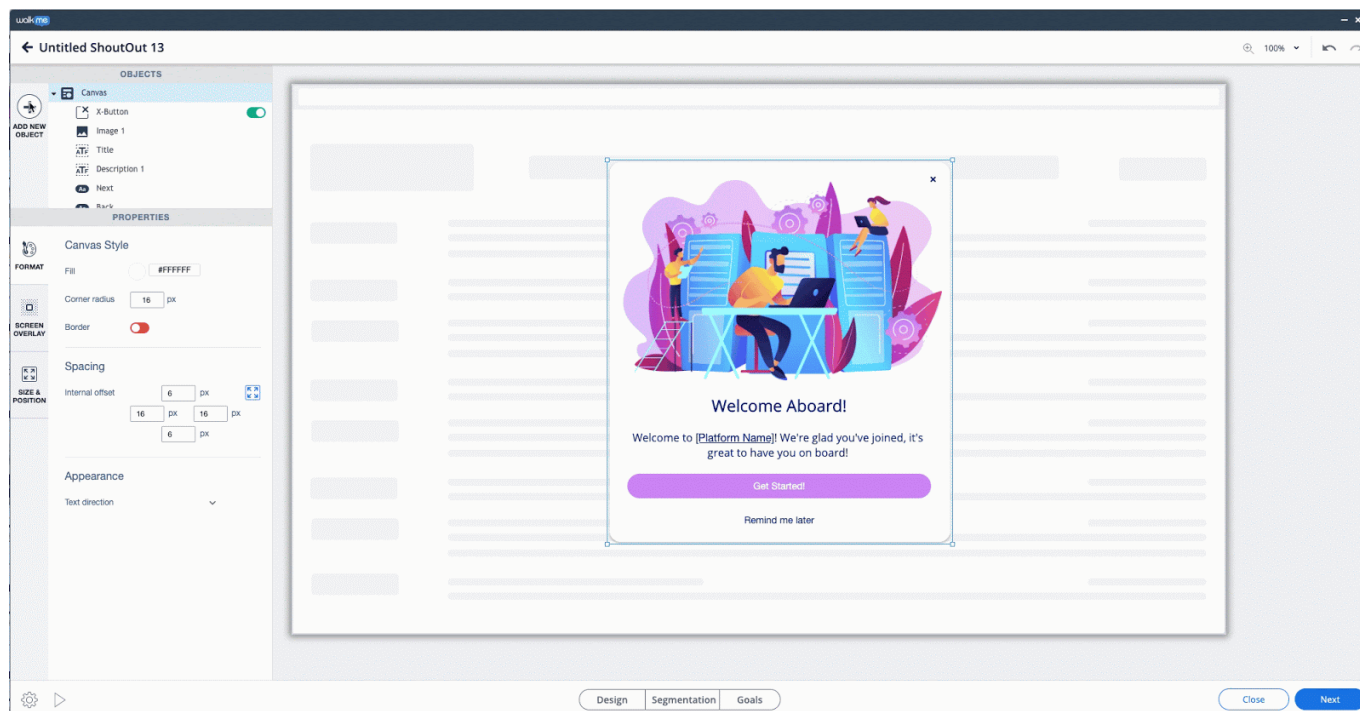 walkme
Untitled ShoutOut 13
100%
OBJECTS
Canvas
X-Button
Image 1
Title
Description 1
Next
Back
ADD NEW
OBJECT
PROPERTIES
FORMAT
SCREEN
OVERLAY
SIZE &
POSITION
Canvas Style
Fill #FFFFFF
Corner radius 16 px
Border
Spacing
Internal offset 6 px
16 px 16 px
6 px
Appearance
Text direction
Welcome Aboard!
Welcome to [Platform Name]! We're glad you've joined, it's
great to have you on board!
Get Started!
Remind me later
Design Segmentation Goals
Close Next